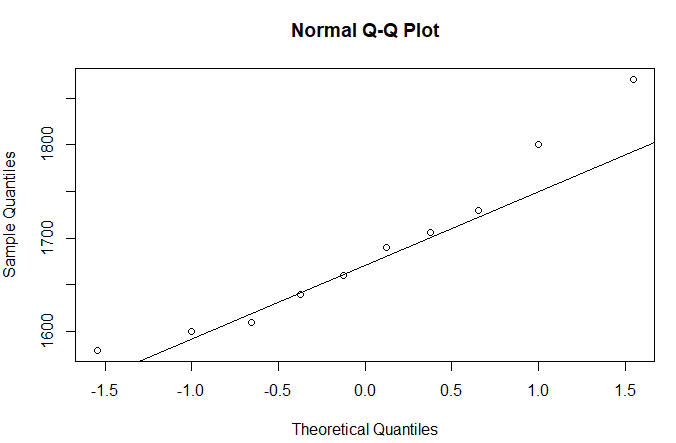 Normal Q-Q Plot
Sample Quantiles
1800
1700
1600
-1.5 -1.0 -0.5 0.0 0.5 1.0 1.5
Theoretical Quantiles